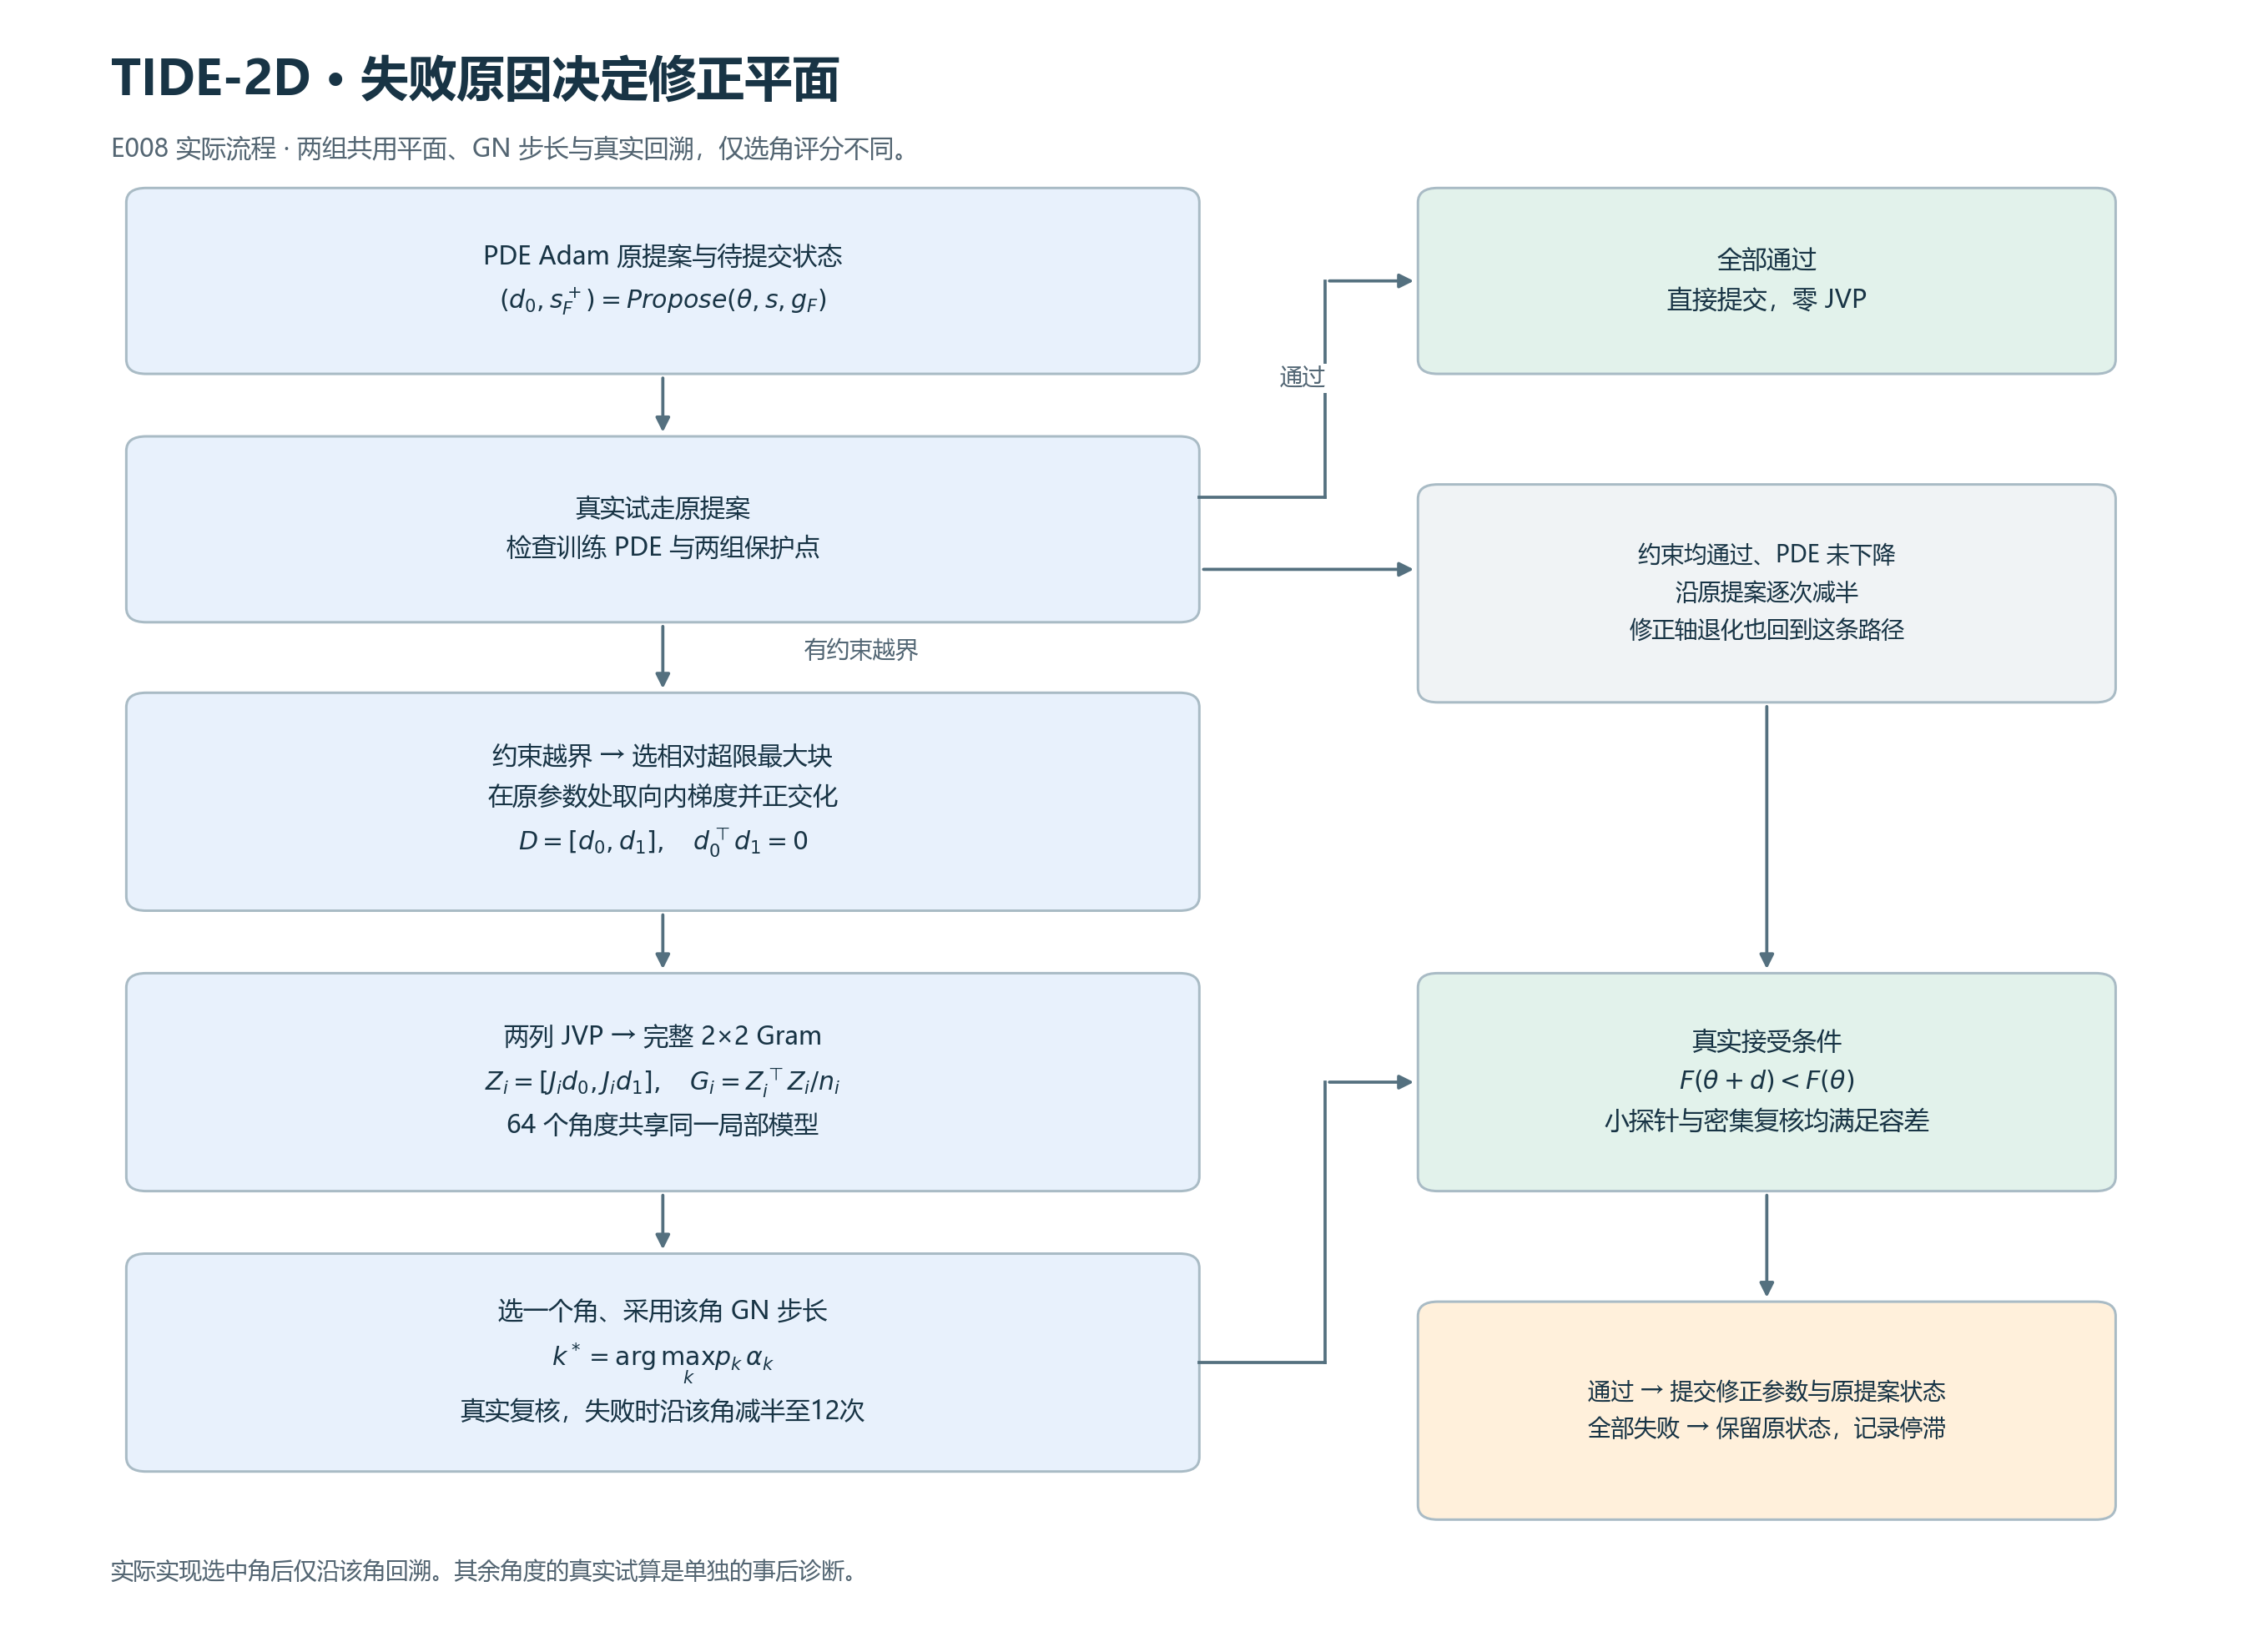 TIDE-2D • 失败原因决定修正平面
E008 实际流程 · 两组共用平面、GN 步长与真实回溯，仅选角评分不同。
PDE Adam 原提案与待提交状态
(d₀, s_F⁺) = Propose(θ, s, g_F)
全部通过
直接提交，零 JVP
通过
真实试走原提案
检查训练 PDE 与两组保护点
约束均通过、PDE 未下降
沿原提案逐次减半
修正轴退化也回到这条路径
有约束越界
约束越界 → 选相对超限最大块
在原参数处取向内梯度并正交化
D = [d₀, d₁], d₀^⊤ d₁ = 0
两列 JVP → 完整 2×2 Gram
Z_i = [J_i d₀, J_i d₁], G_i = Z_i^⊤ Z_i/n_i
64 个角度共享同一局部模型
真实接受条件
F(θ + d) < F(θ)
小探针与密集复核均满足容差
选一个角、采用该角 GN 步长
k* = arg max_k p_k α_k
真实复核，失败时沿该角减半至12次
通过 → 提交修正参数与原提案状态
全部失败 → 保留原状态，记录停滞
实际实现选中角后仅沿该角回溯。其余角度的真实试算是单独的事后诊断。